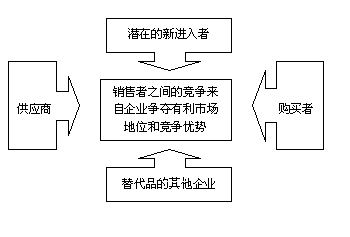 潜在的新进入者
供应商
销售者之间的竞争来
自企业争夺有利市场
地位和竞争优势
购买者
替代品的其他企业